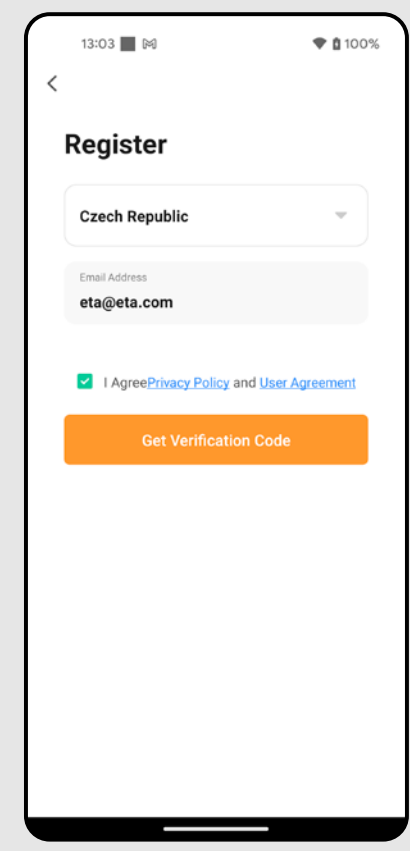 13:03 100%
Register
Czech Republic
Email Address
eta@eta.com
I AgreePrivacy Policy and User Agreement
Get Verification Code